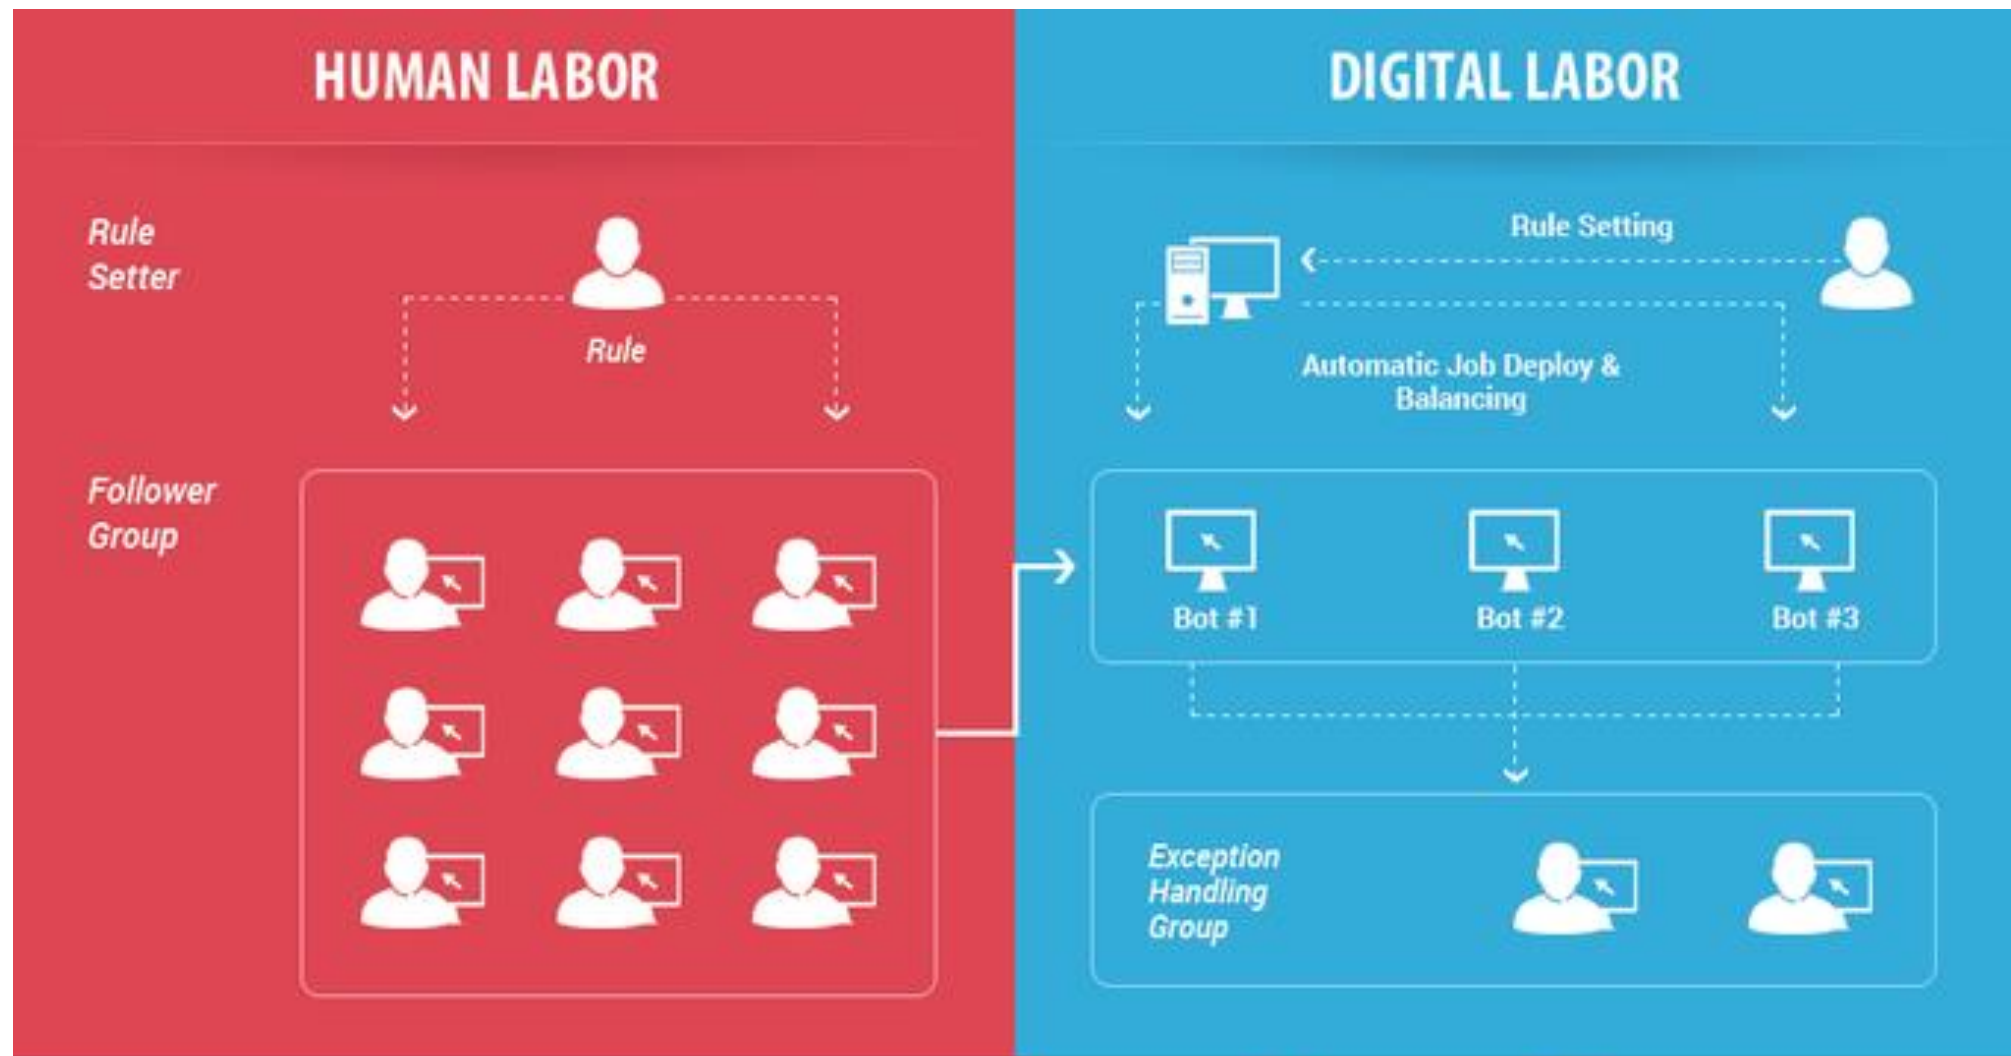 HUMAN LABOR
Rule
Setter
Rule
Follower
Group
DIGITAL LABOR
Rule Setting
Automatic Job Deploy &
Balancing
Bot #1
Bot #2
Bot #3
Exception
Handling
Group